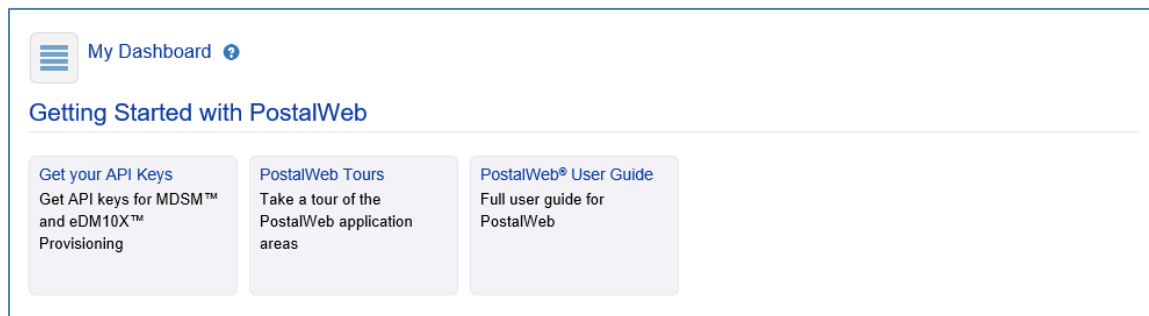 My Dashboard ?
Getting Started with PostalWeb
Get your API Keys
Get API keys for MDSM™
and eDM10X™
Provisioning
PostalWeb Tours
Take a tour of the
PostalWeb application
areas
PostalWeb® User Guide
Full user guide for
PostalWeb